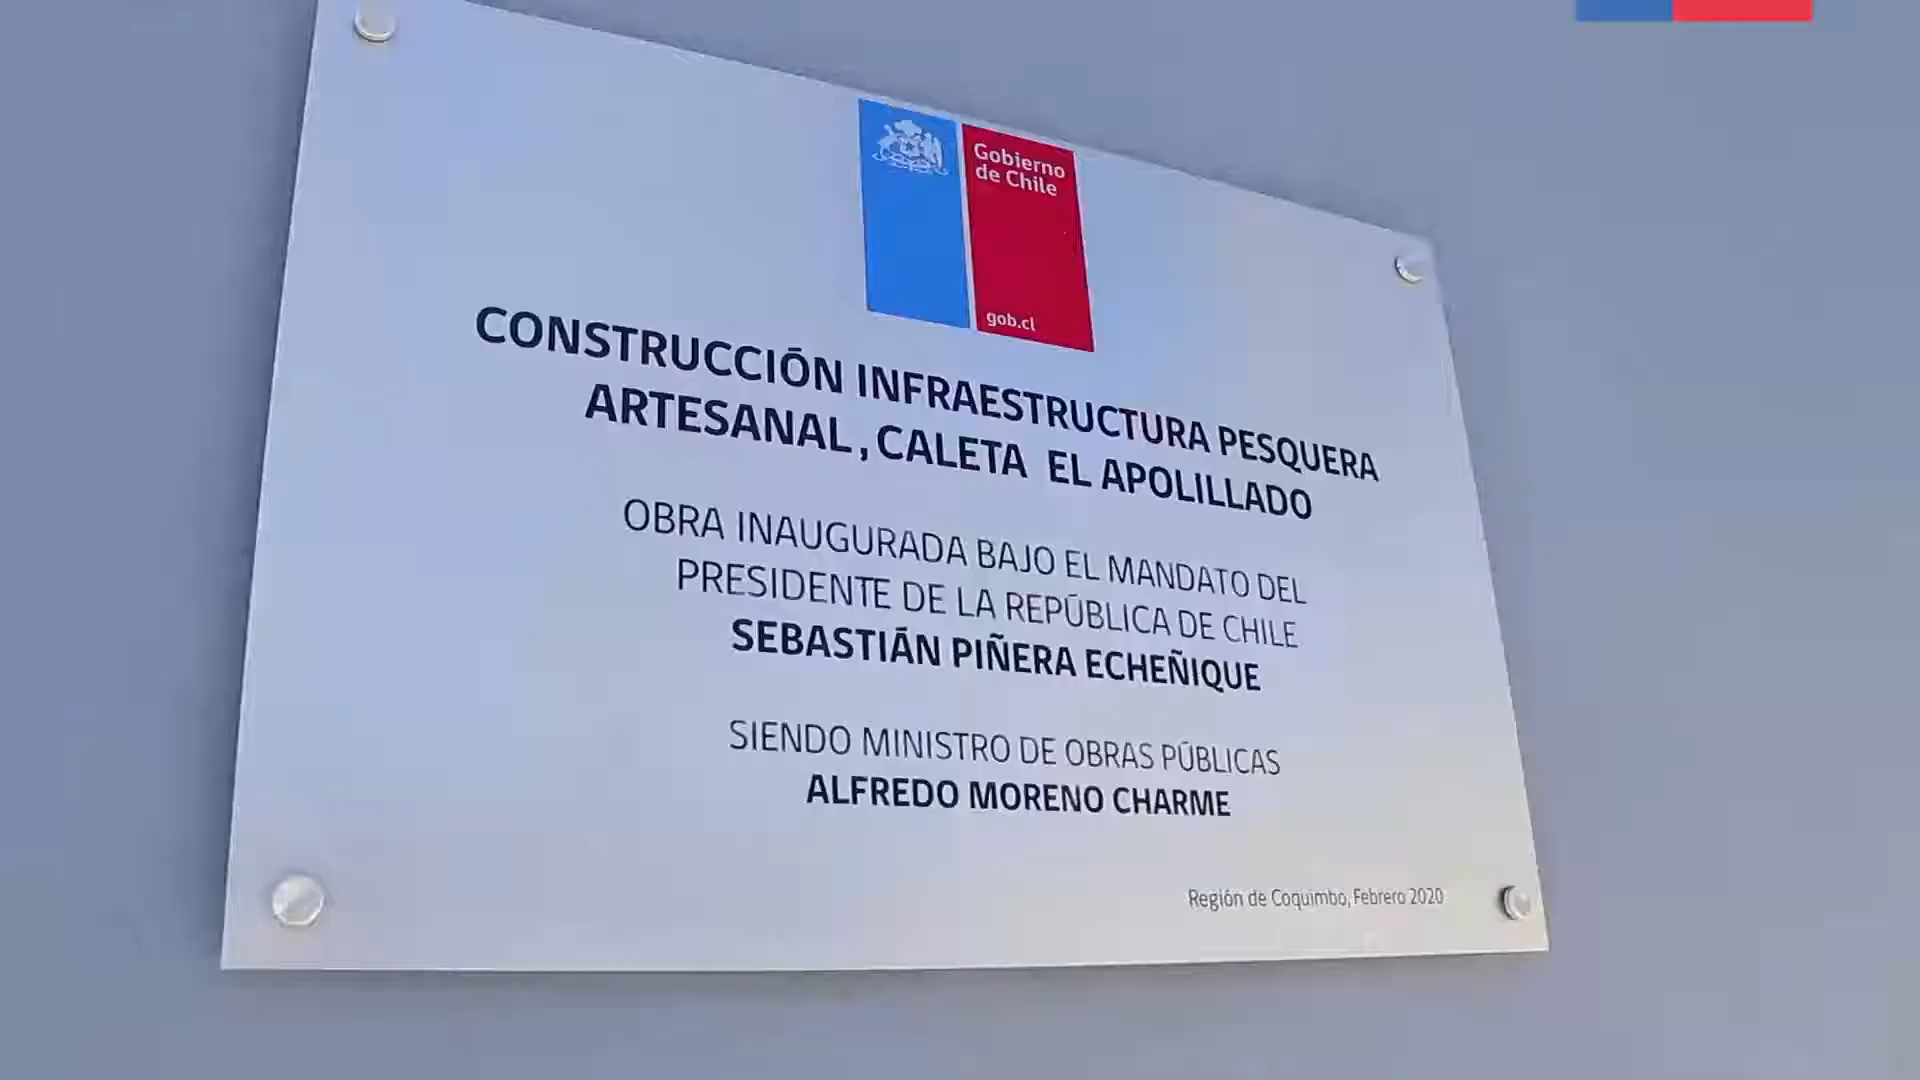 Gobierno
de Chile
gob.cl
CONSTRUCCIÓN INFRAESTRUCTURA PESQUERA
ARTESANAL, CALETA EL APOLILLADO
OBRA INAUGURADA BAJO EL MANDATO DEL
PRESIDENTE DE LA REPÚBLICA DE CHILE
SEBASTIÁN PIÑERA ECHEÑIQUE
SIENDO MINISTRO DE OBRAS PÚBLICAS
ALFREDO MORENO CHARME
Región de Coquimbo, Febrero 2020